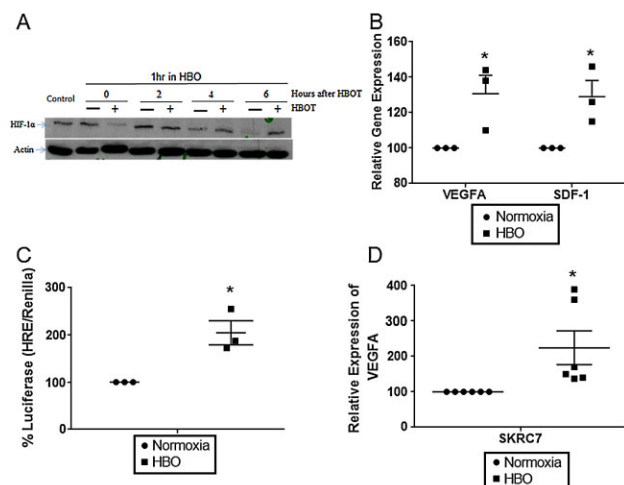 A
1hr in HBO
Control
0
2
4
6
Hours after HBOT
— + — + — + — +
HBOT
HIF-1α
Actin
B
Relative Gene Expression
160
140
120
100
80
*
*
VEGFA
SDF-1
Normoxia
HBO
C
% Luciferase (HRE/Renilla)
300
200
100
0
*
Normoxia
HBO
D
Relative Expression of
VEGFA
400
300
200
100
0
*
SKRC7
Normoxia
HBO